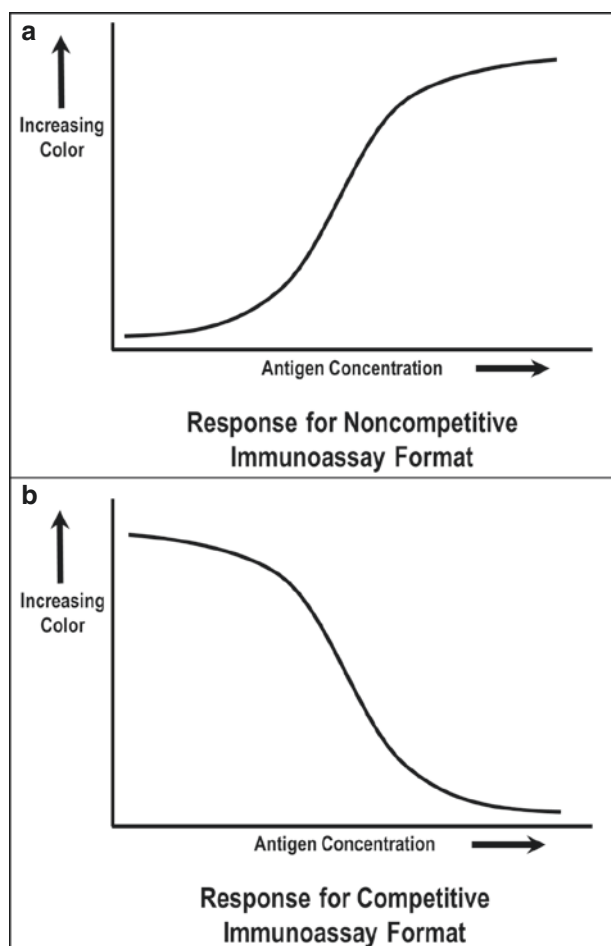 a
Increasing
Color
Antigen Concentration
Response for Noncompetitive
Immunoassay Format
b
Increasing
Color
Antigen Concentration
Response for Competitive
Immunoassay Format